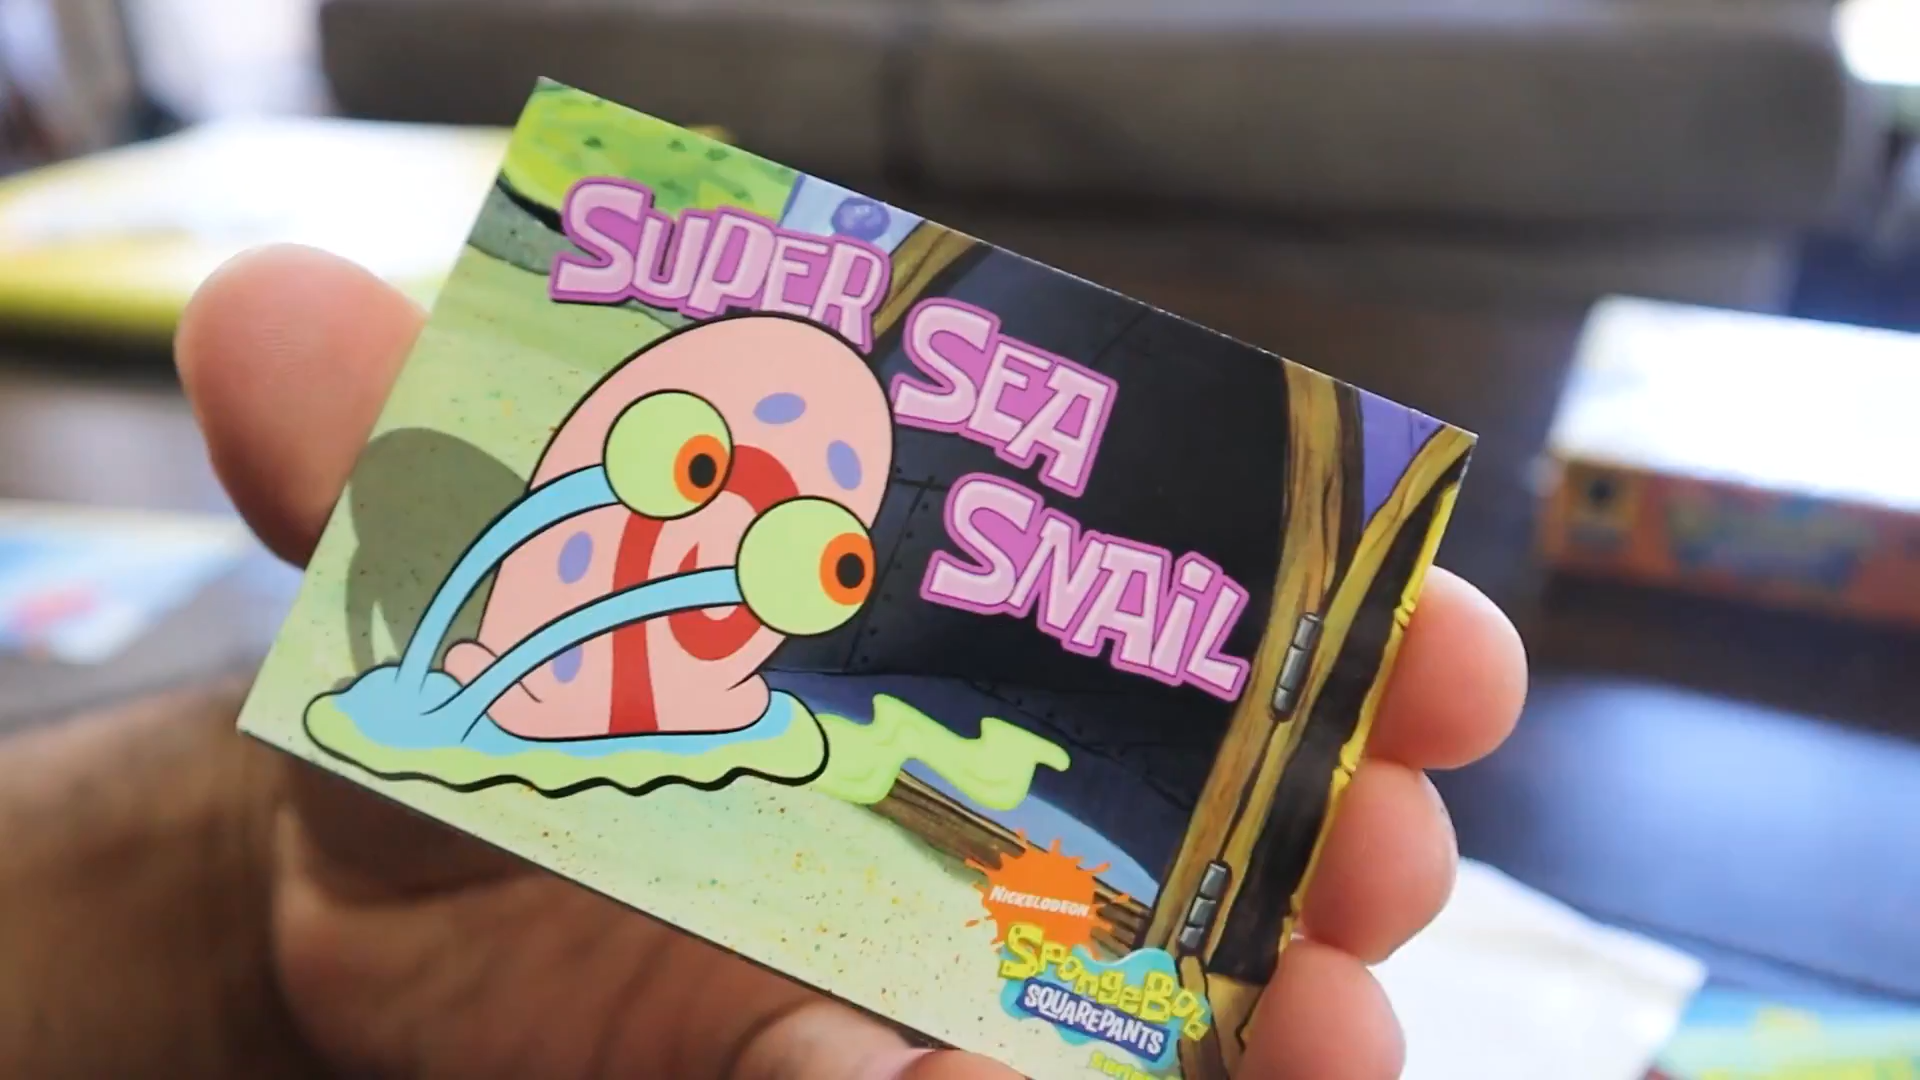 SUPER
SEA
SNAiL
NICKELODEON
SPONGEBOB
SQUAREPANTS